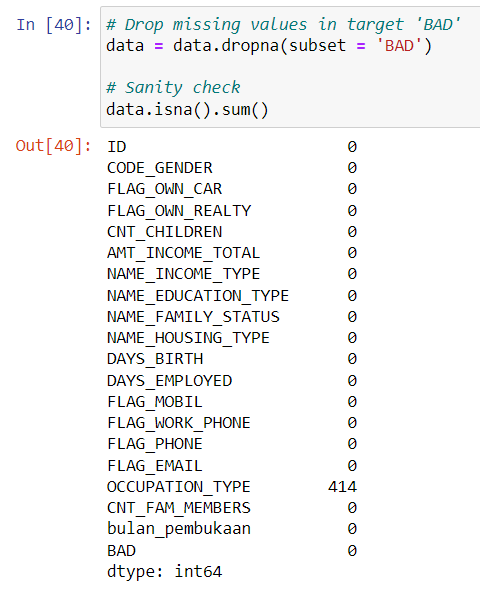 In [40]: # Drop missing values in target 'BAD'
data = data.dropna(subset = 'BAD')
# Sanity check
data.isna().sum()
Out[40]: ID 0
CODE_GENDER 0
FLAG_OWN_CAR 0
FLAG_OWN_REALTY 0
CNT_CHILDREN 0
AMT_INCOME_TOTAL 0
NAME_INCOME_TYPE 0
NAME_EDUCATION_TYPE 0
NAME_FAMILY_STATUS 0
NAME_HOUSING_TYPE 0
DAYS_BIRTH 0
DAYS_EMPLOYED 0
FLAG_MOBIL 0
FLAG_WORK_PHONE 0
FLAG_PHONE 0
FLAG_EMAIL 0
OCCUPATION_TYPE 414
CNT_FAM_MEMBERS 0
bulan_pembukaan 0
BAD 0
dtype: int64